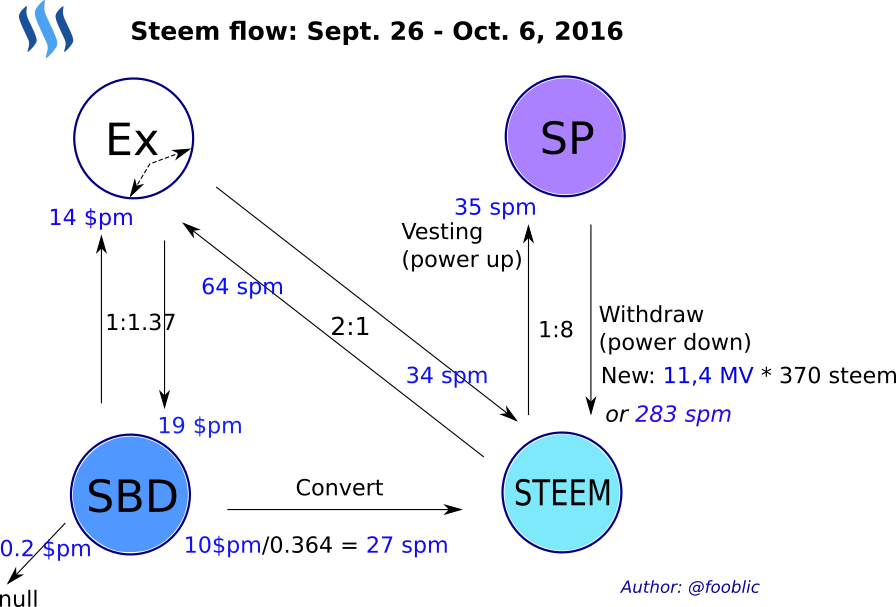 Steem flow: Sept. 26 - Oct. 6, 2016
Ex
SP
14 $pm
35 spm
Vesting
(power up)
64 spm
1:1.37
2:1
1:8
Withdraw
(power down)
34 spm
New: 11,4 MV * 370 steem
or 283 spm
19 $pm
SBD
STEEM
Convert
0.2 $pm
10$pm/0.364 = 27 spm
null
Author: @fooblic